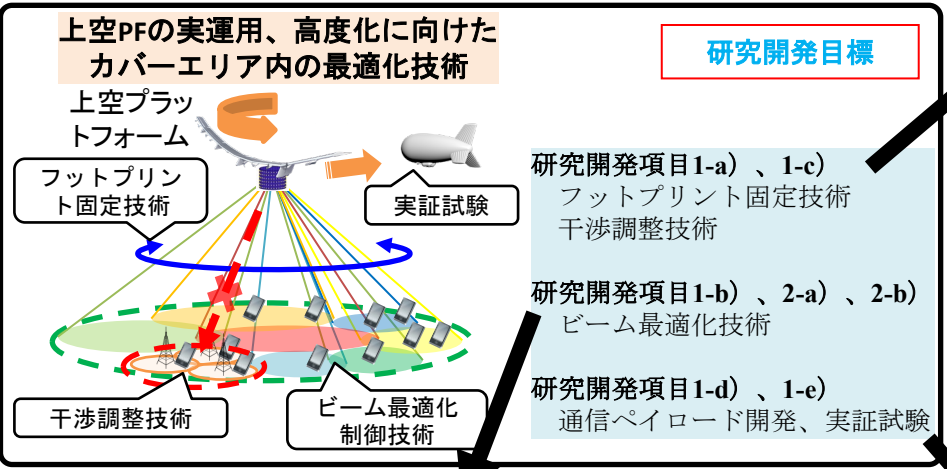 上空PFの実運用、高度化に向けた
カバーエリア内の最適化技術
上空プラッ
トフォーム
フットプリン
ト固定技術
実証試験
干渉調整技術
ビーム最適化
制御技術
研究開発目標
研究開発項目1-a）、1-c）
フットプリント固定技術
干渉調整技術
研究開発項目1-b）、2-a）、2-b）
ビーム最適化技術
研究開発項目1-d）、1-e）
通信ペイロード開発、実証試験